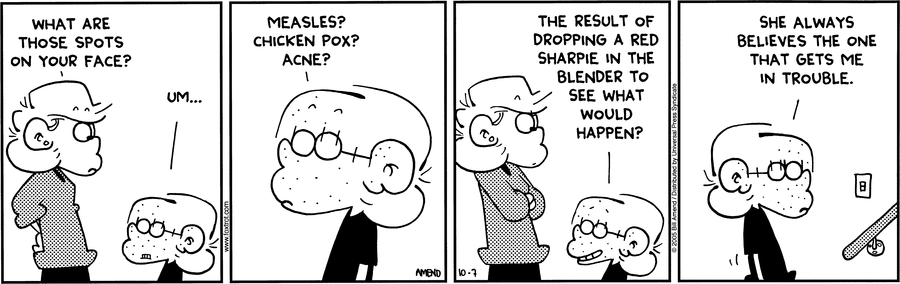 WHAT ARE
THOSE SPOTS
ON YOUR FACE?
UM...
www.foxtrot.com
MEASLES?
CHICKEN POX?
ACNE?
AMEND
THE RESULT OF
DROPPING A RED
SHARPIE IN THE
BLENDER TO
SEE WHAT
WOULD
HAPPEN?
10-7
© 2005 Bill Amend / Distributed by Universal Press Syndicate
SHE ALWAYS
BELIEVES THE ONE
THAT GETS ME
IN TROUBLE.